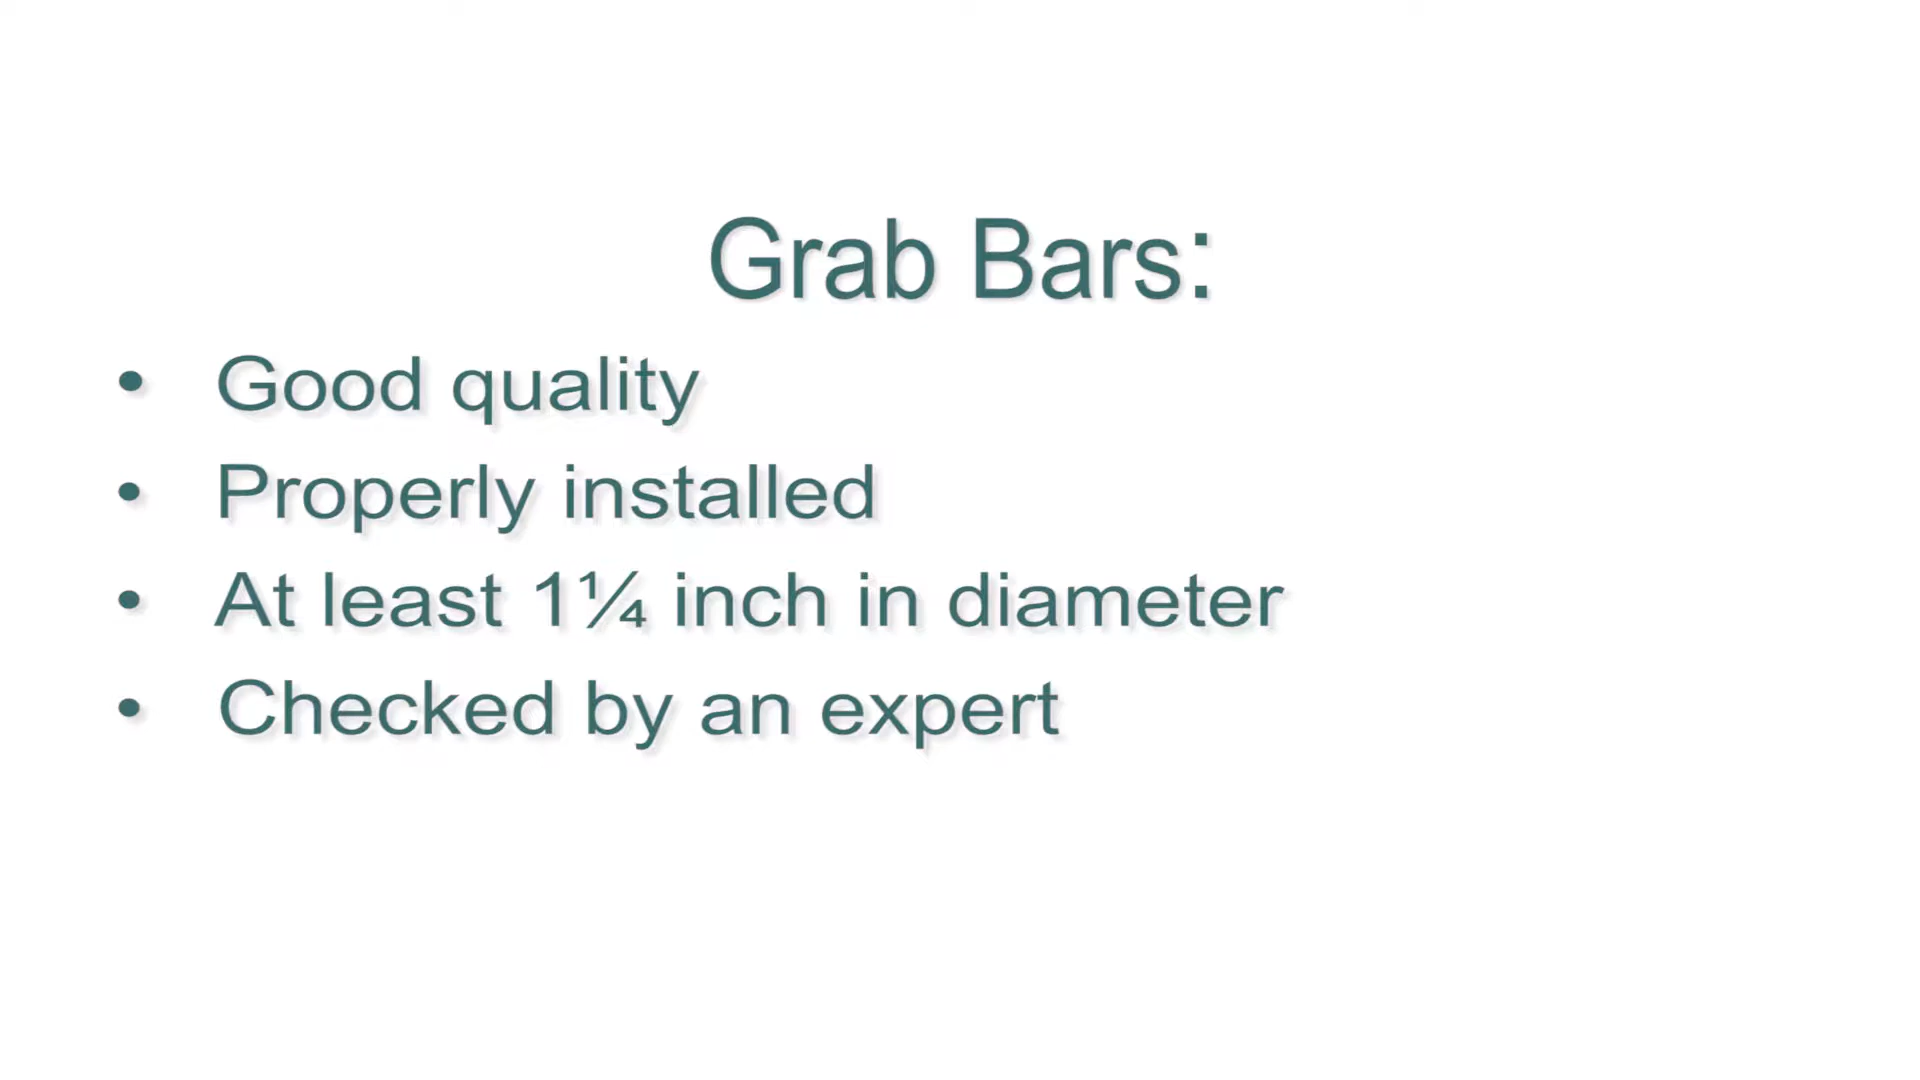 Grab Bars:
• Good quality
• Properly installed
• At least 1¼ inch in diameter
• Checked by an expert